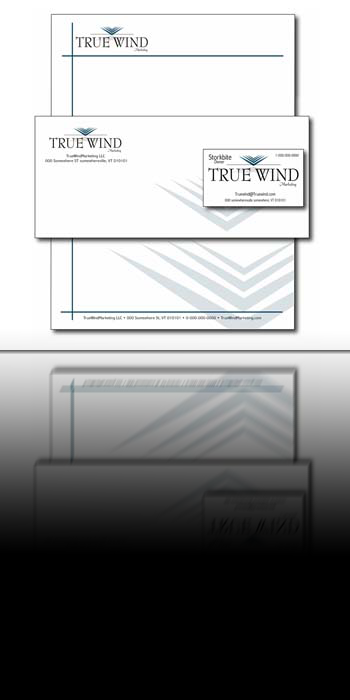 TRUE WIND
Marketing
TRUE WIND
Marketing
TrueWindMarketing LLC
000 Somewhere ST somewheresville, VT 010101
Storkbite
Owner
1-000-000-0000
TRUE WIND
Marketing
Truewind@Truewind.com
000 somewhereville somewhere, VT 010101
TrueWindMarketing LLC • 000 Somewhere St, VT 010101 • 0-000-000-0000 • TrueWindMarketing.com